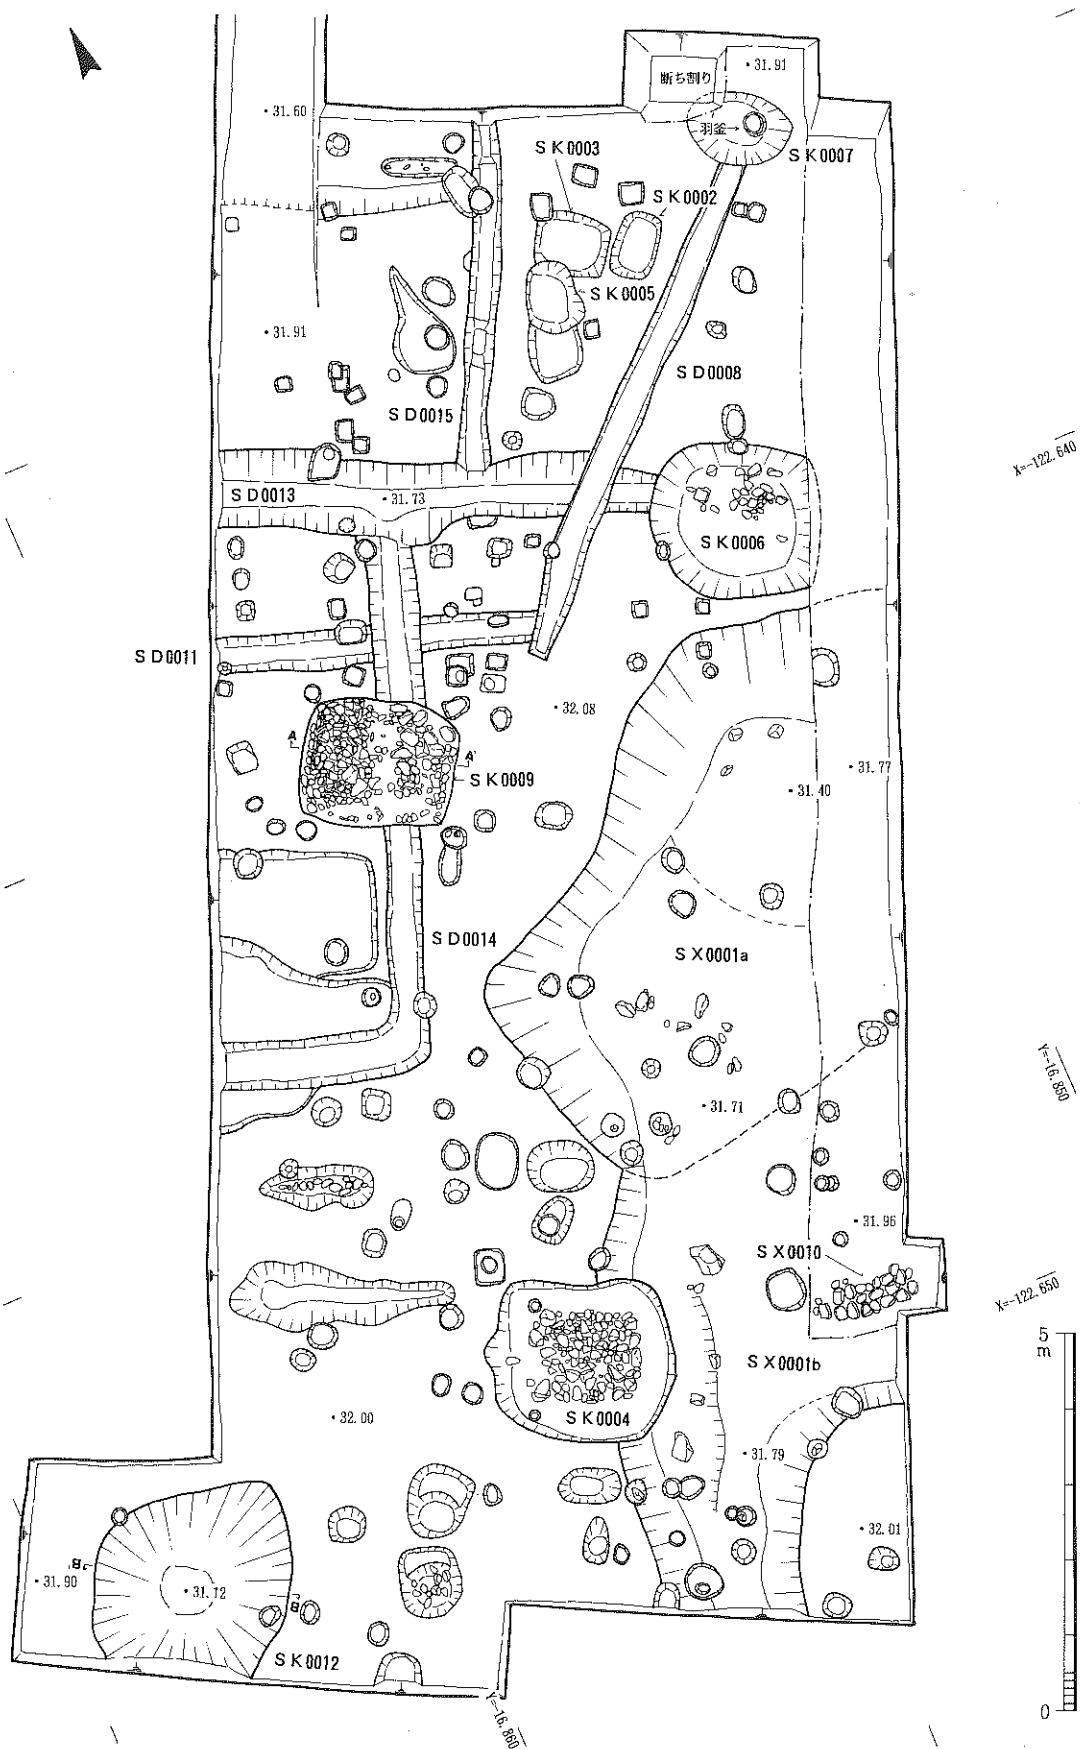 断ち割り
・31.91
・31.60
羽釜
SK0003
SK0007
SK0002
SK0005
・31.91
SD0008
SD0015
X=-122.640
SD0013
・31.73
SK0006
SD0011
・32.08
A
A'
・31.77
SK0009
・31.40
SD0014
SX0001a
Y=-16.850
・31.71
・31.96
SX0010
X=-122.650
5
m
SX0001b
・32.00
SK0004
・31.79
・32.01
B'
・31.90
・31.12
B
SK0012
Y=-16.860
0